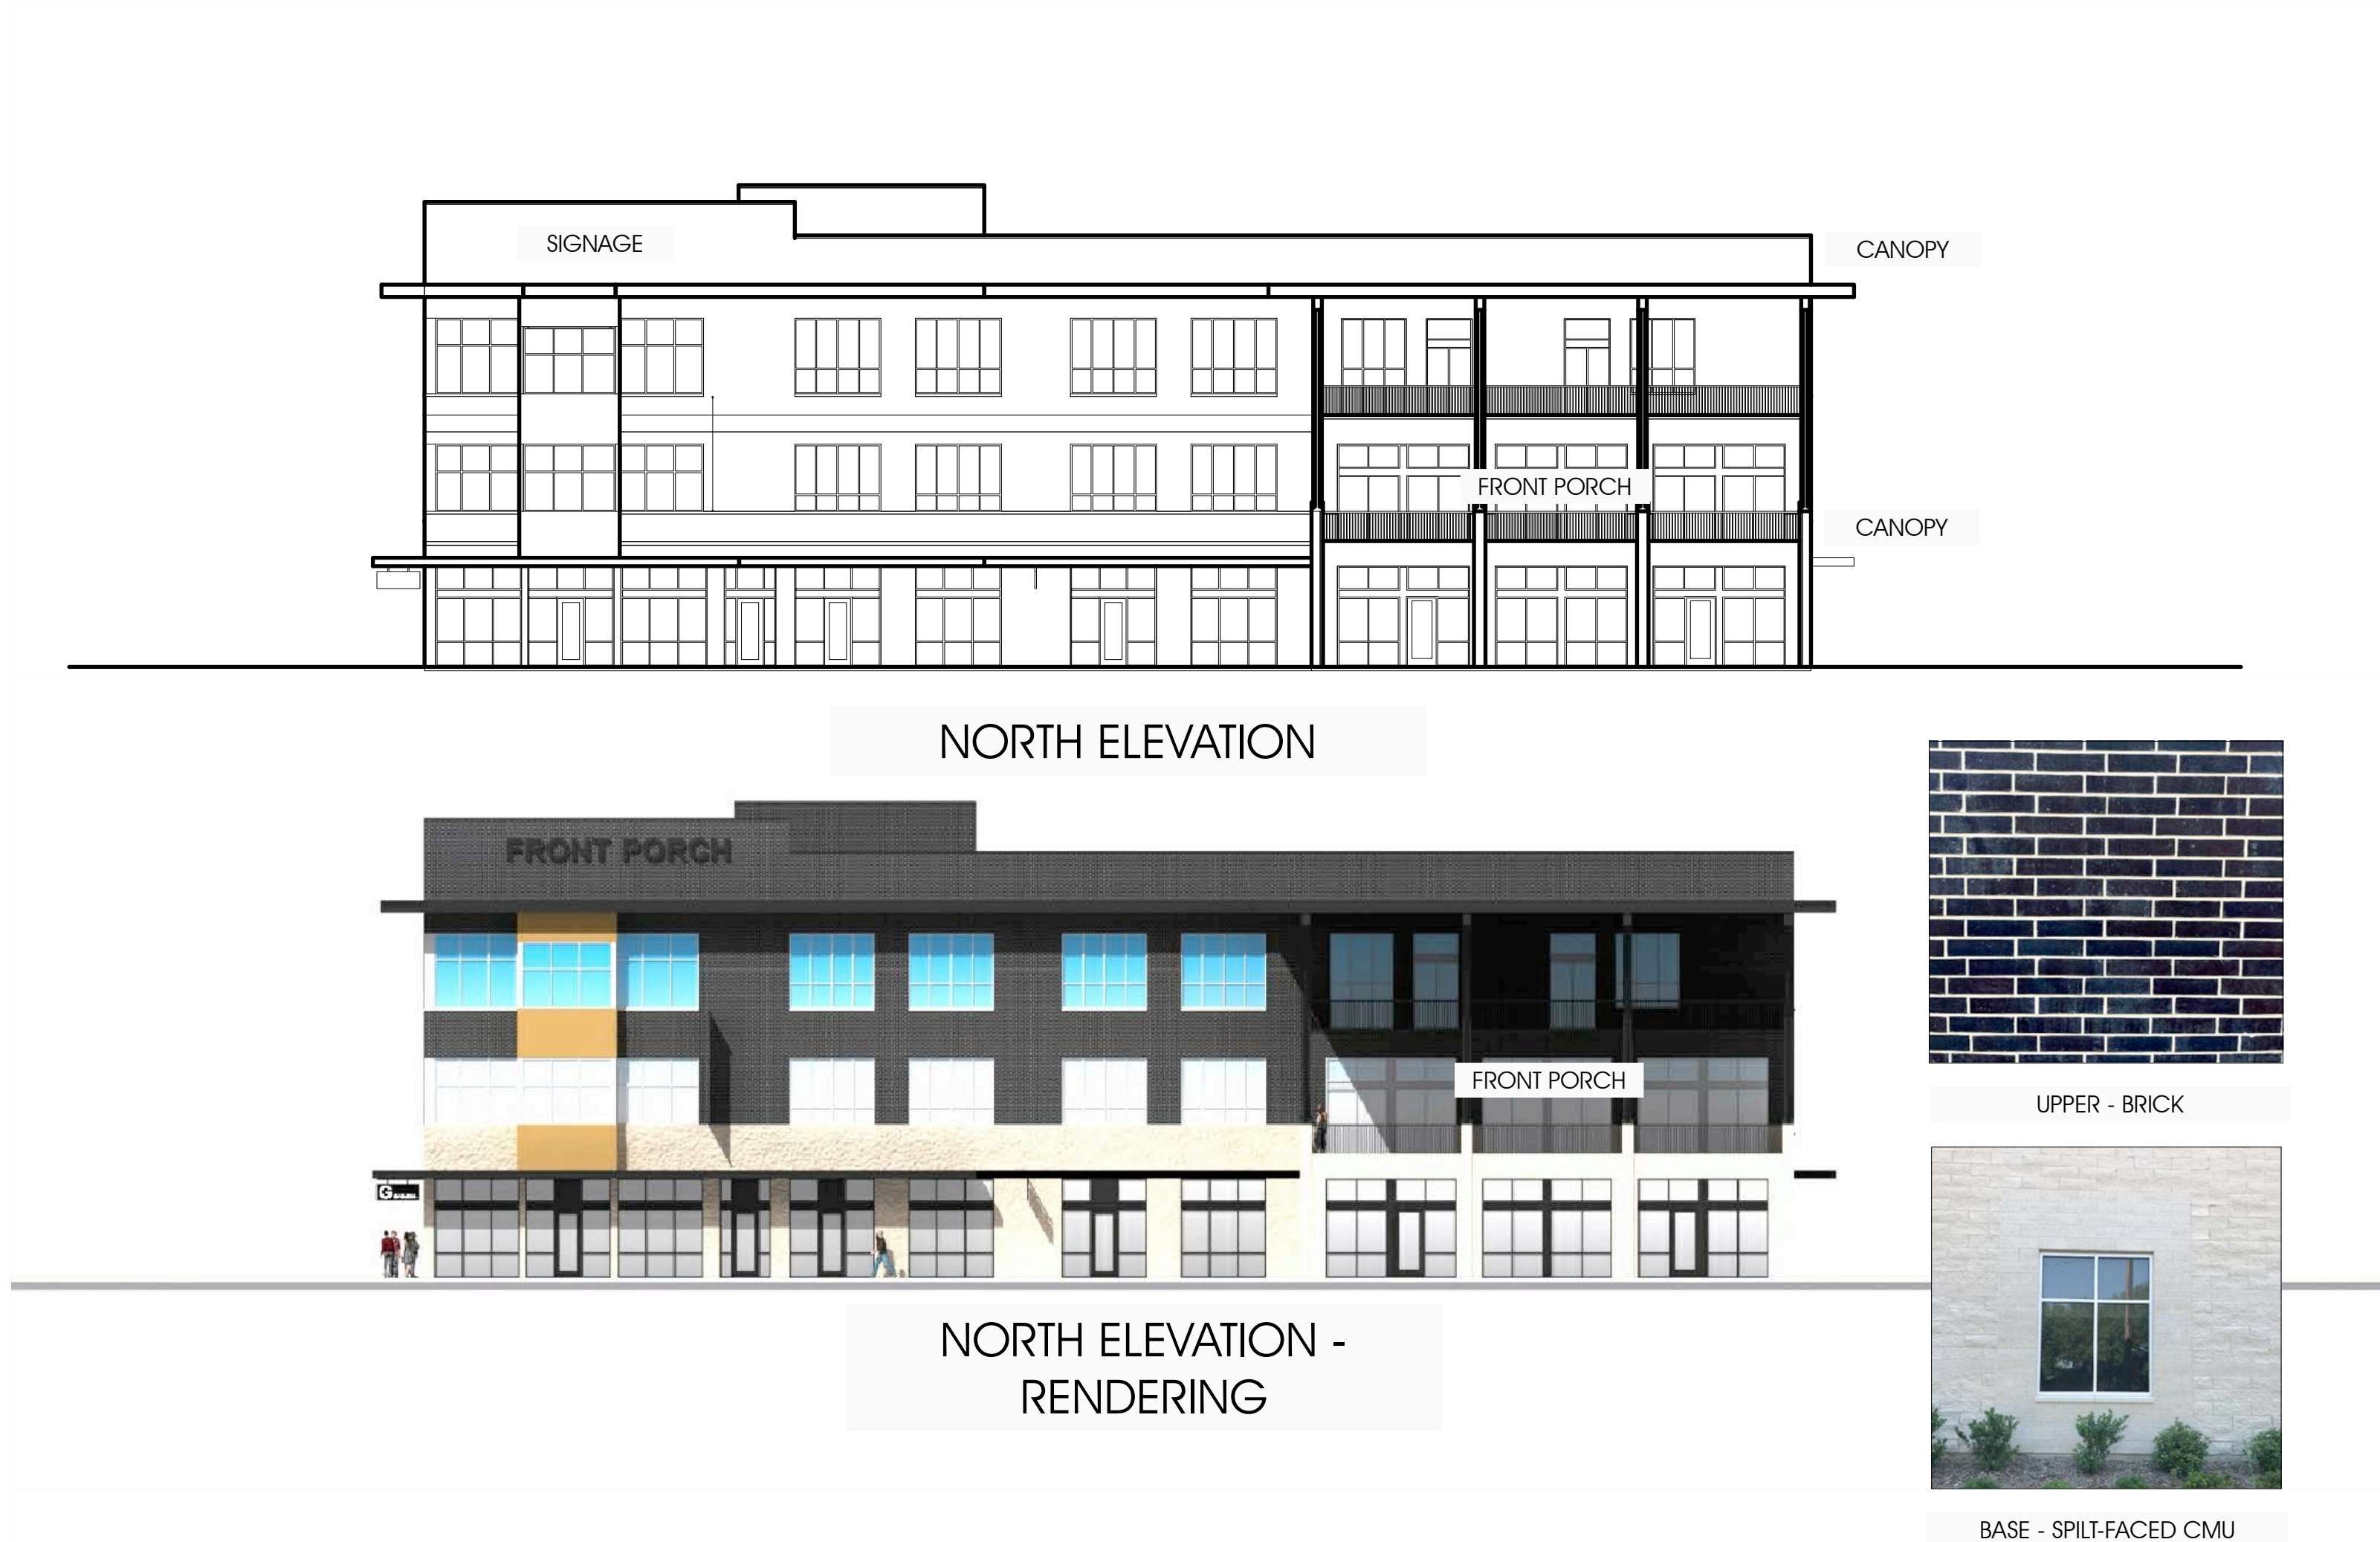 SIGNAGE
CANOPY
FRONT PORCH
CANOPY
NORTH ELEVATION
FRONT PORCH
FRONT PORCH
UPPER - BRICK
G
NORTH ELEVATION -
RENDERING
BASE - SPILT-FACED CMU